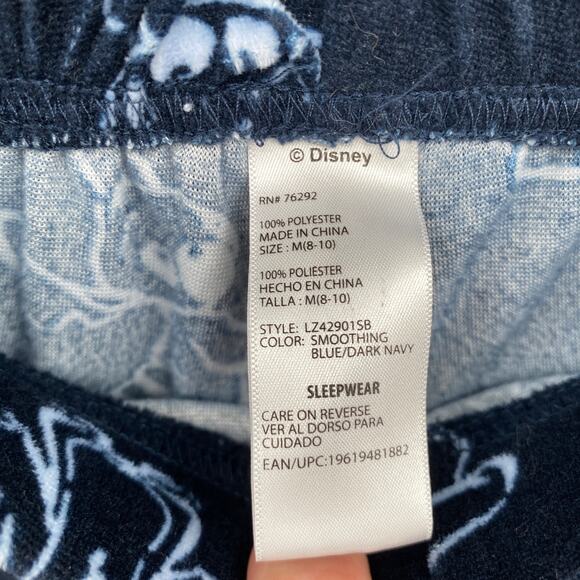 © Disney
RN# 76292
100% POLYESTER
MADE IN CHINA
SIZE : M(8-10)
100% POLIESTER
HECHO EN CHINA
TALLA : M(8-10)
STYLE: LZ42901SB
COLOR: SMOOTHING
BLUE/DARK NAVY
SLEEPWEAR
CARE ON REVERSE
VER AL DORSO PARA
CUIDADO
EAN/UPC:19619481882